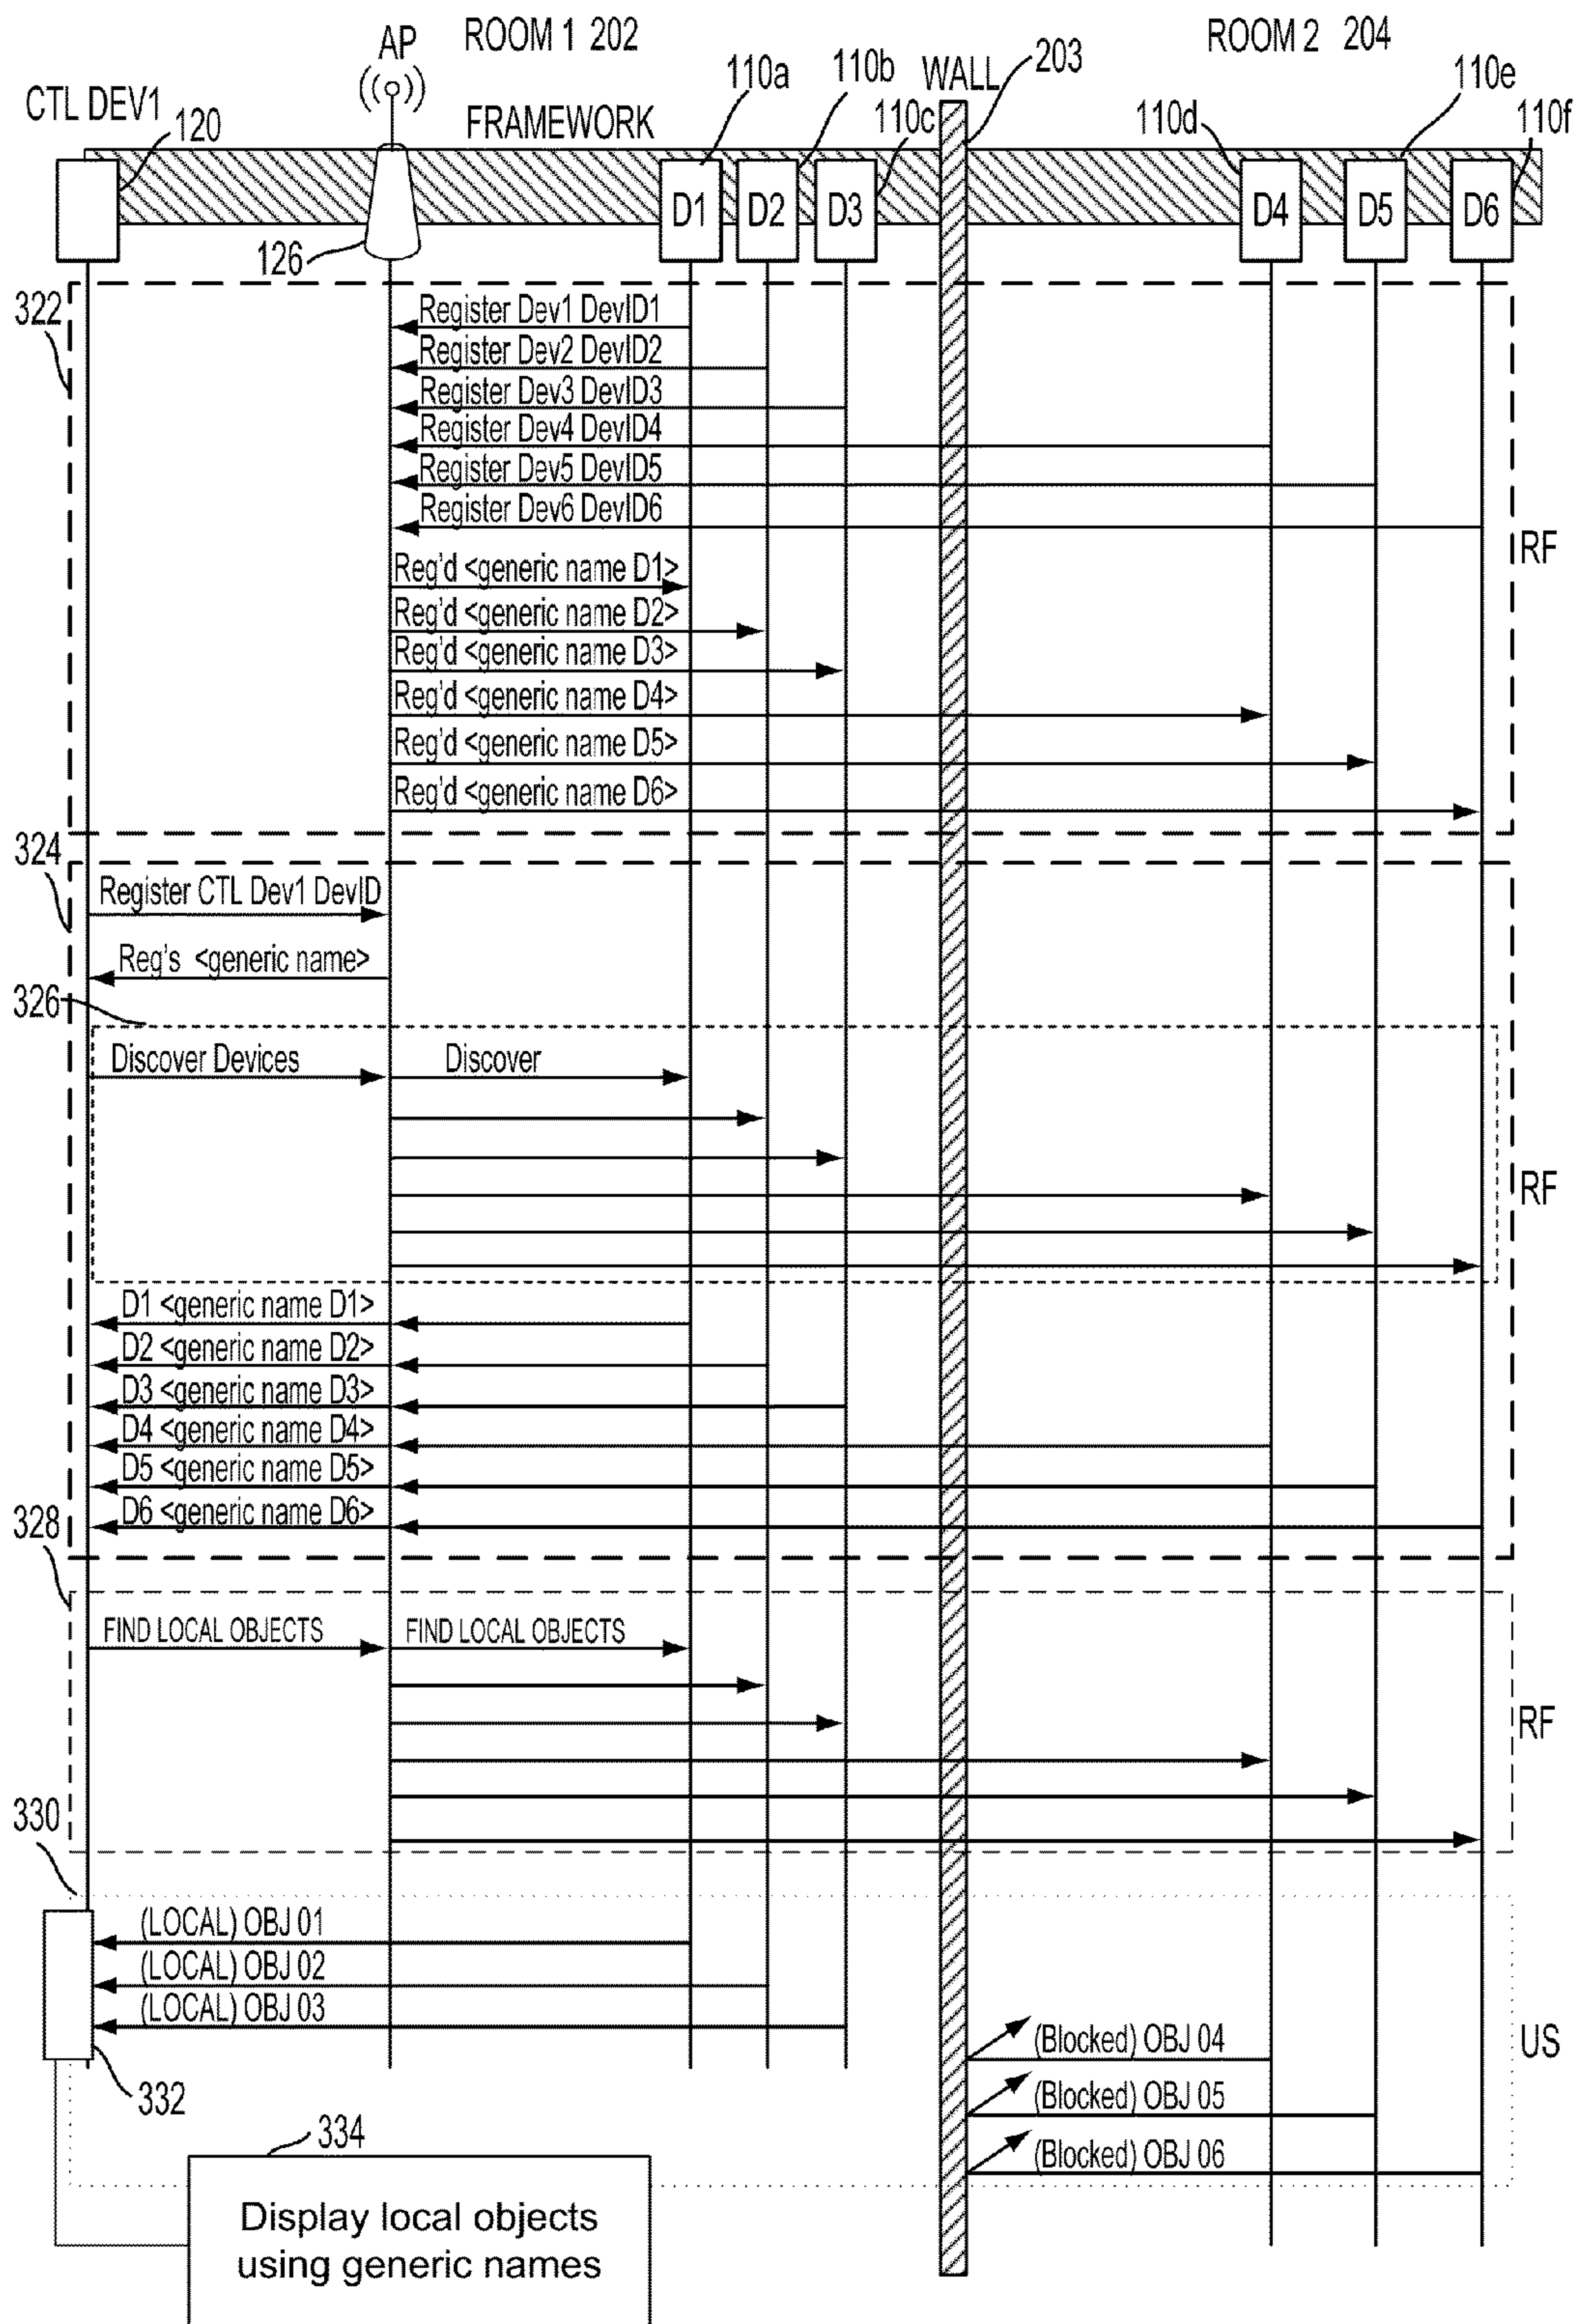 ROOM 1 202
ROOM 2 204
AP
WALL
203
110a
110b
110c
110d
110e
110f
CTL DEV1
120
FRAMEWORK
D1
D2
D3
D4
D5
D6
126
322
Register Dev1 DevID1
Register Dev2 DevID2
Register Dev3 DevID3
Register Dev4 DevID4
Register Dev5 DevID5
Register Dev6 DevID6
RF
Reg'd <generic name D1>
Reg'd <generic name D2>
Reg'd <generic name D3>
Reg'd <generic name D4>
Reg'd <generic name D5>
Reg'd <generic name D6>
324
Register CTL Dev1 DevID
Reg's <generic name>
326
Discover Devices
Discover
RF
D1 <generic name D1>
D2 <generic name D2>
D3 <generic name D3>
D4 <generic name D4>
D5 <generic name D5>
D6 <generic name D6>
328
FIND LOCAL OBJECTS
FIND LOCAL OBJECTS
RF
330
(LOCAL) OBJ 01
(LOCAL) OBJ 02
(LOCAL) OBJ 03
(Blocked) OBJ 04
US
(Blocked) OBJ 05
(Blocked) OBJ 06
332
334
Display local objects
using generic names